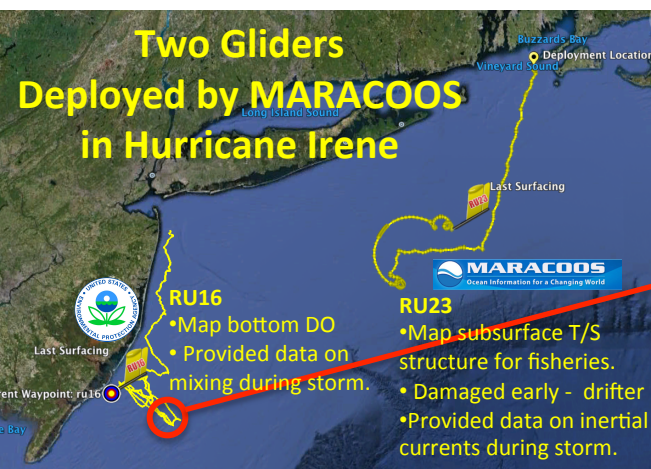 Two Gliders
Deployed by MARACOOS
in Hurricane Irene
Buzzards Bay
Deployment Location
Vineyard Sound
Long Island Sound
Last Surfacing
RU23
MARACOOS
Ocean Information for a Changing World
UNITED STATES
ENVIRONMENTAL PROTECTION AGENCY
RU16
•Map bottom DO
• Provided data on
mixing during storm.
RU23
•Map subsurface T/S
structure for fisheries.
• Damaged early - drifter
•Provided data on inertial
currents during storm.
Last Surfacing
RU16
rent Waypoint: ru16
e Bay